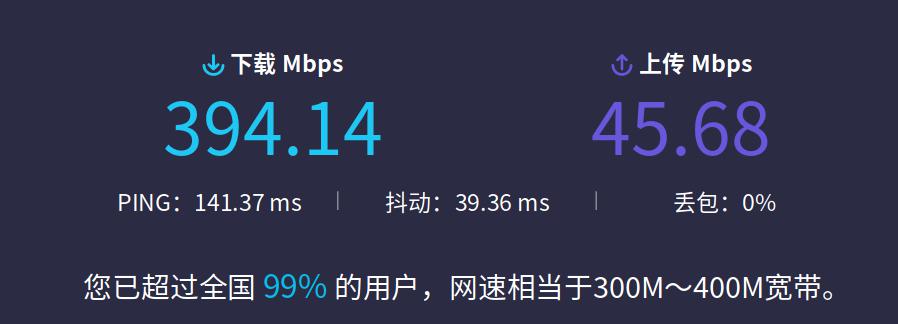 下载 Mbps 上传 Mbps
394.14 45.68
PING：141.37 ms | 抖动：39.36 ms | 丢包：0%
您已超过全国 99% 的用户，网速相当于300M～400M宽带。